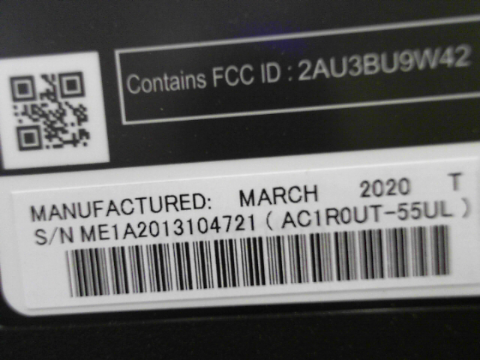 Contains FCC ID : 2AU3BU9W42
MANUFACTURED: MARCH 2020 T
S/N ME1A2013104721 ( AC1R0UT-55UL )